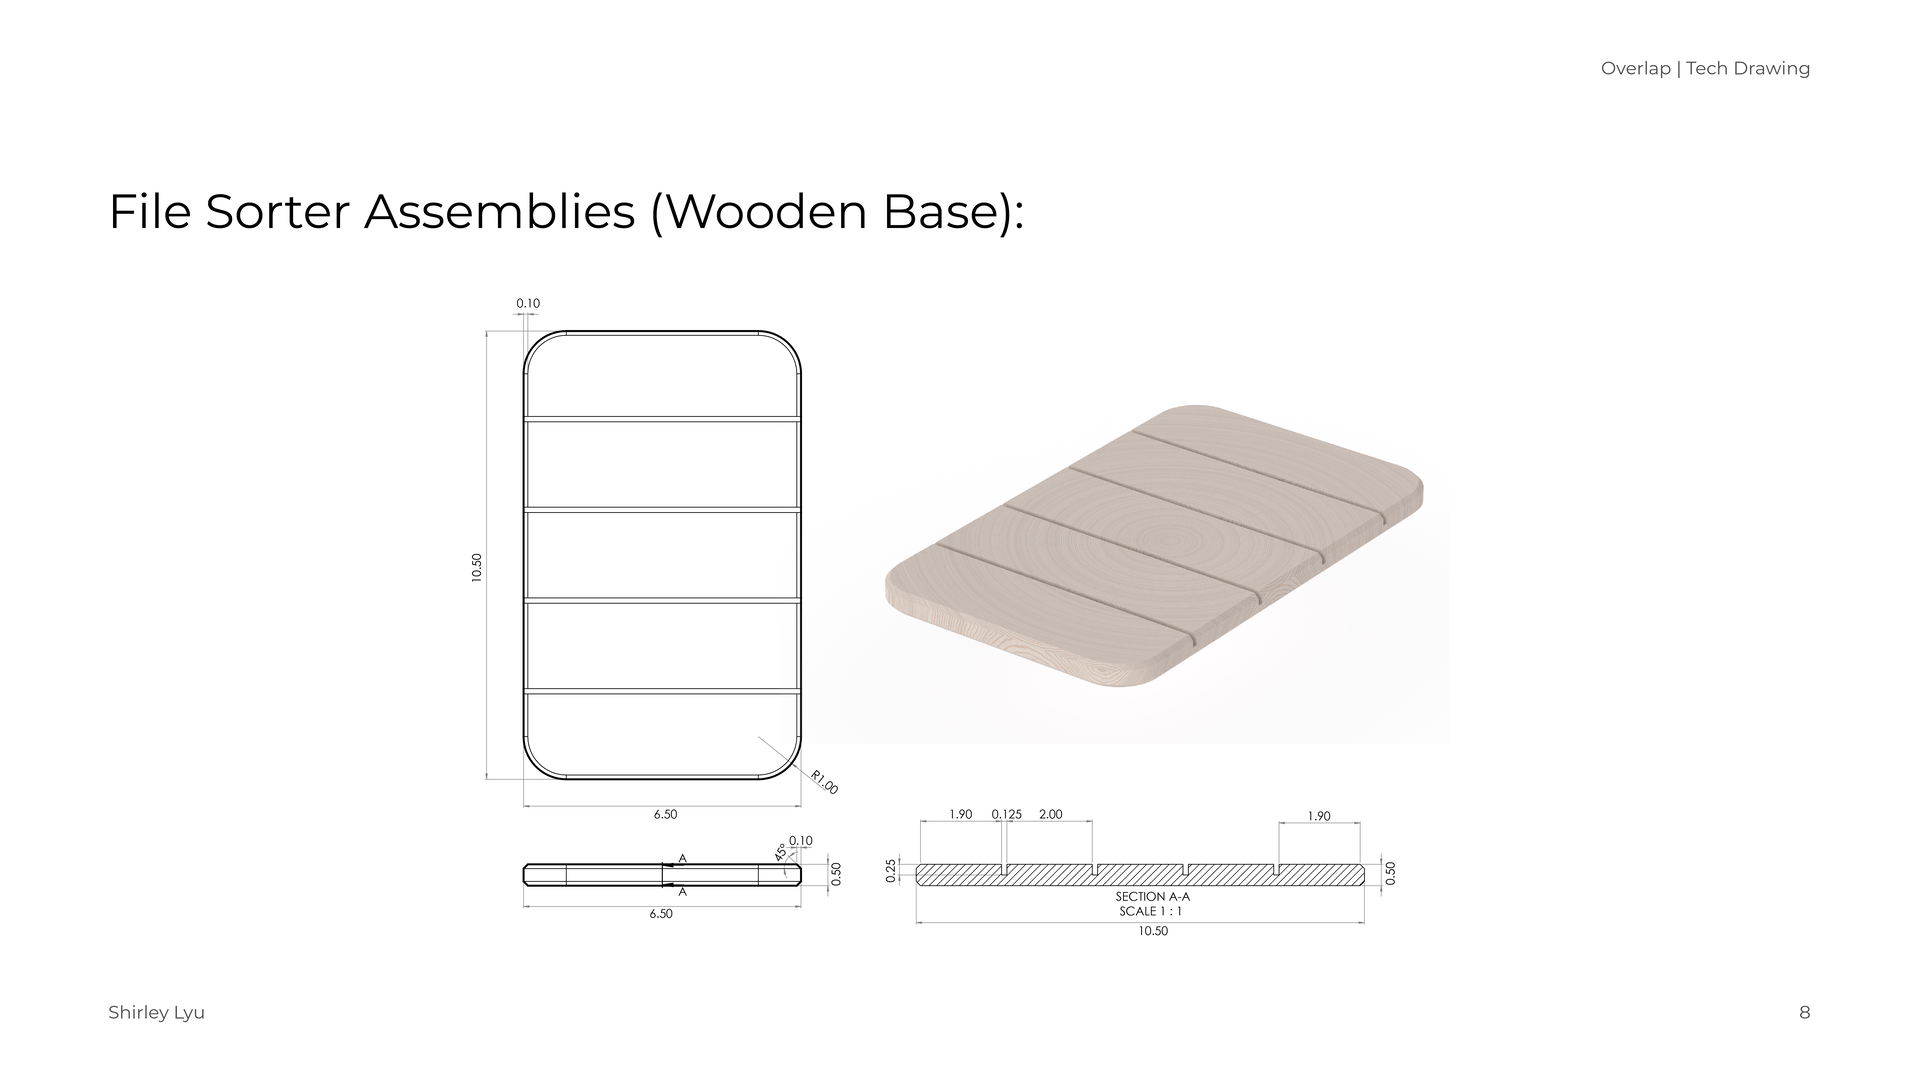 Overlap | Tech Drawing
File Sorter Assemblies (Wooden Base):
0.10
10.50
R1.00
6.50
A
A
45°
0.10
0.50
6.50
1.90
0.125
2.00
1.90
0.25
0.50
SECTION A-A
SCALE 1 : 1
10.50
Shirley Lyu
8